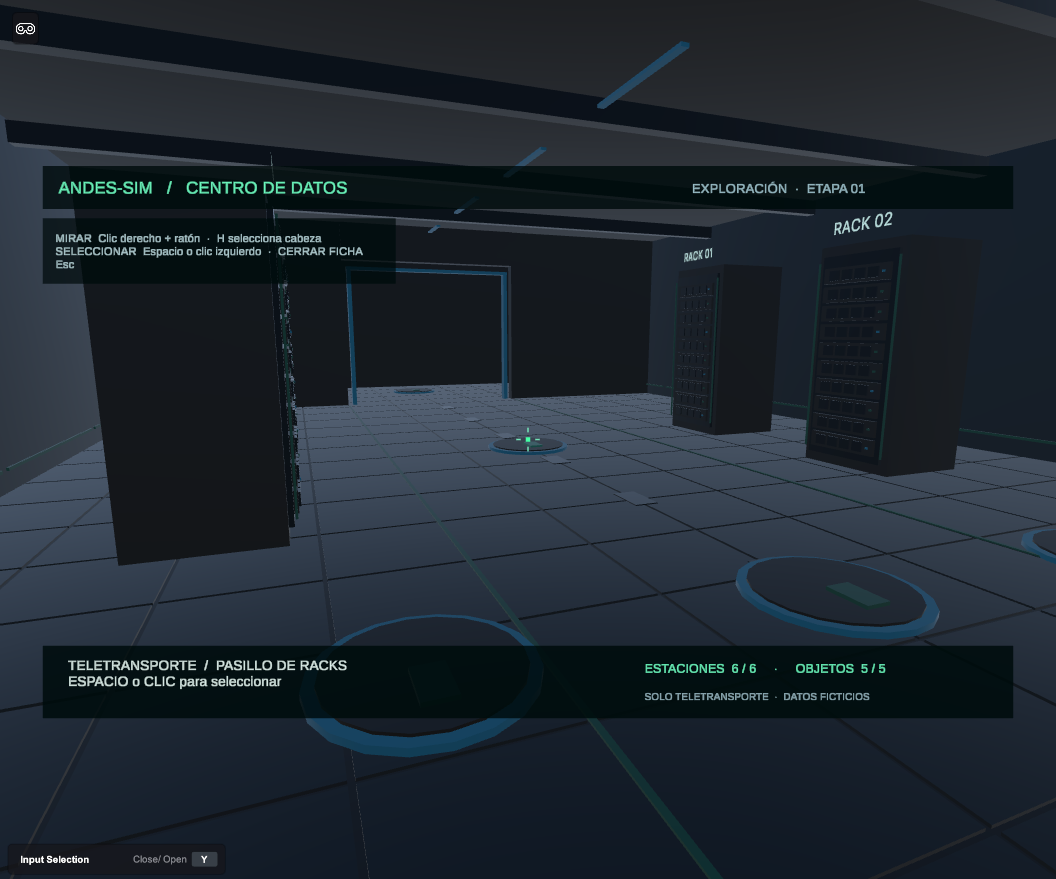 ANDES-SIM / CENTRO DE DATOS
EXPLORACIÓN · ETAPA 01
MIRAR Clic derecho + ratón · H selecciona cabeza
SELECCIONAR Espacio o clic izquierdo · CERRAR FICHA
Esc
RACK 01
RACK 02
TELETRANSPORTE / PASILLO DE RACKS
ESPACIO o CLIC para seleccionar
ESTACIONES 6 / 6 · OBJETOS 5 / 5
SOLO TELETRANSPORTE · DATOS FICTICIOS
Input Selection Close/ Open Y